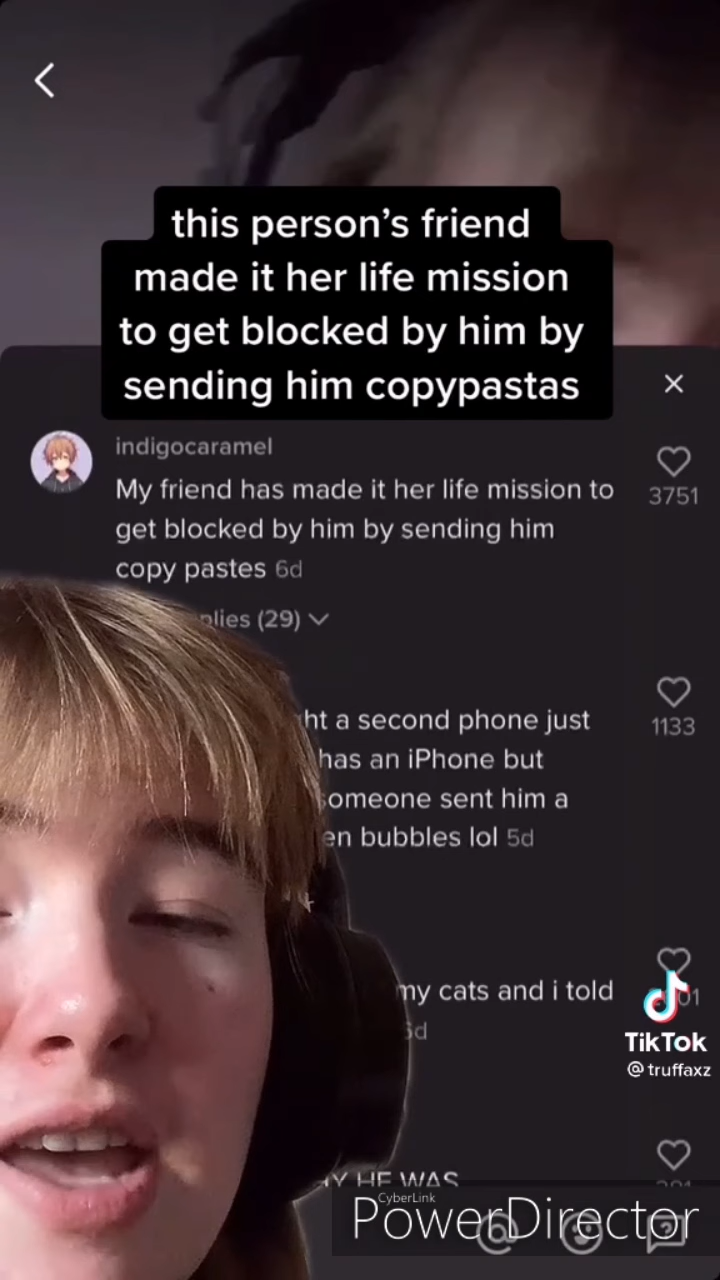 this person's friend
made it her life mission
to get blocked by him by
sending him copypastas
indigocaramel
My friend has made it her life mission to
get blocked by him by sending him
copy pastes 6d
3751
(29)
a second phone just
has an iPhone but
someone sent him a
bubbles lol 5d
1133
my cats and i told
TikTok
@truffaxz
HE WAS
CyberLink
PowerDirector